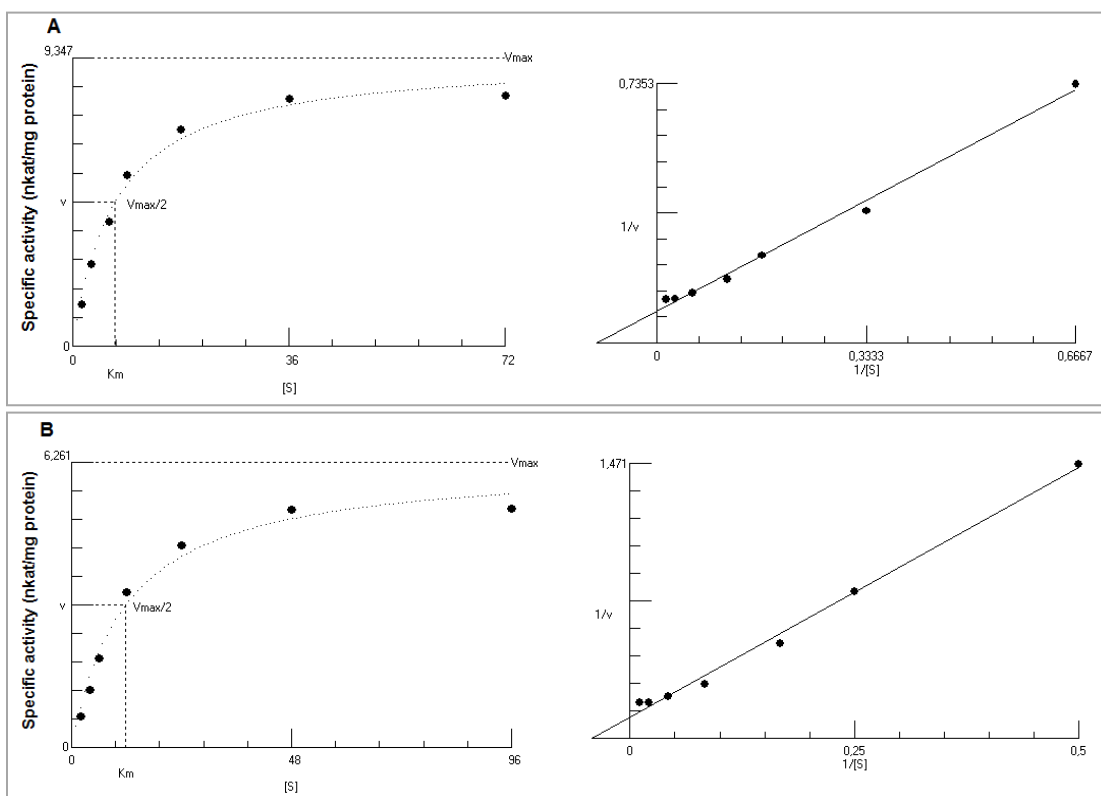 A
Specific activity (nkat/mg protein)
9,347
Vmax
v
Vmax/2
0
0
36
72
Km
[S]
0,7353
1/v
0
0,3333
0,6667
1/[S]
B
Specific activity (nkat/mg protein)
6,261
Vmax
v
Vmax/2
0
0
48
96
Km
[S]
1,471
1/v
0
0,25
0,5
1/[S]